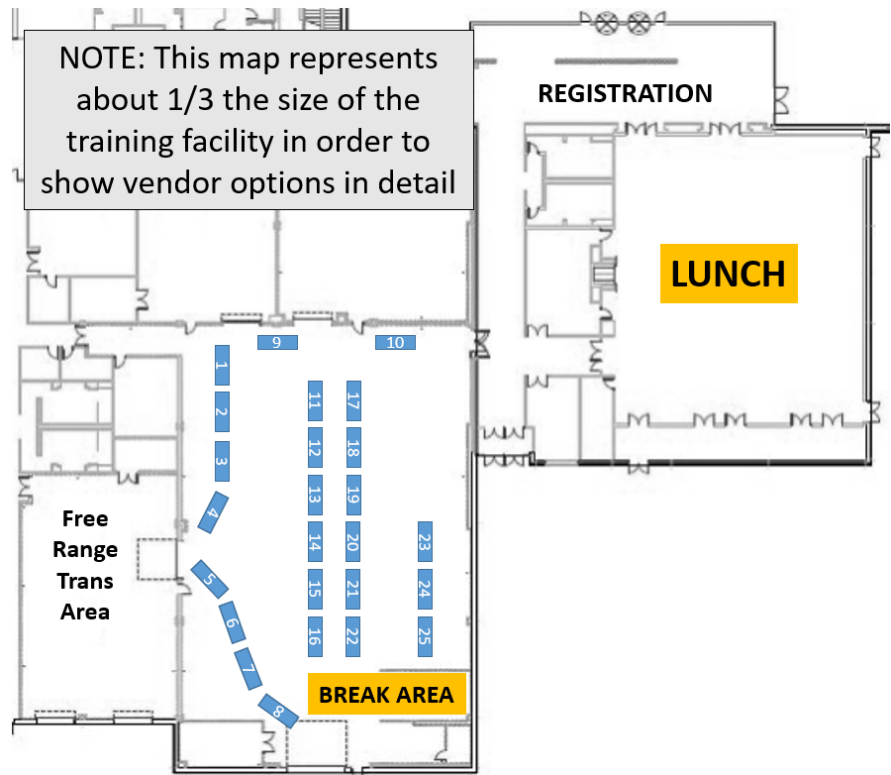 NOTE: This map represents
about 1/3 the size of the
training facility in order to
show vendor options in detail
REGISTRATION
LUNCH
9
10
1
2
3
4
5
6
7
8
11
12
13
14
15
16
17
18
19
20
21
22
23
24
25
Free
Range
Trans
Area
BREAK AREA